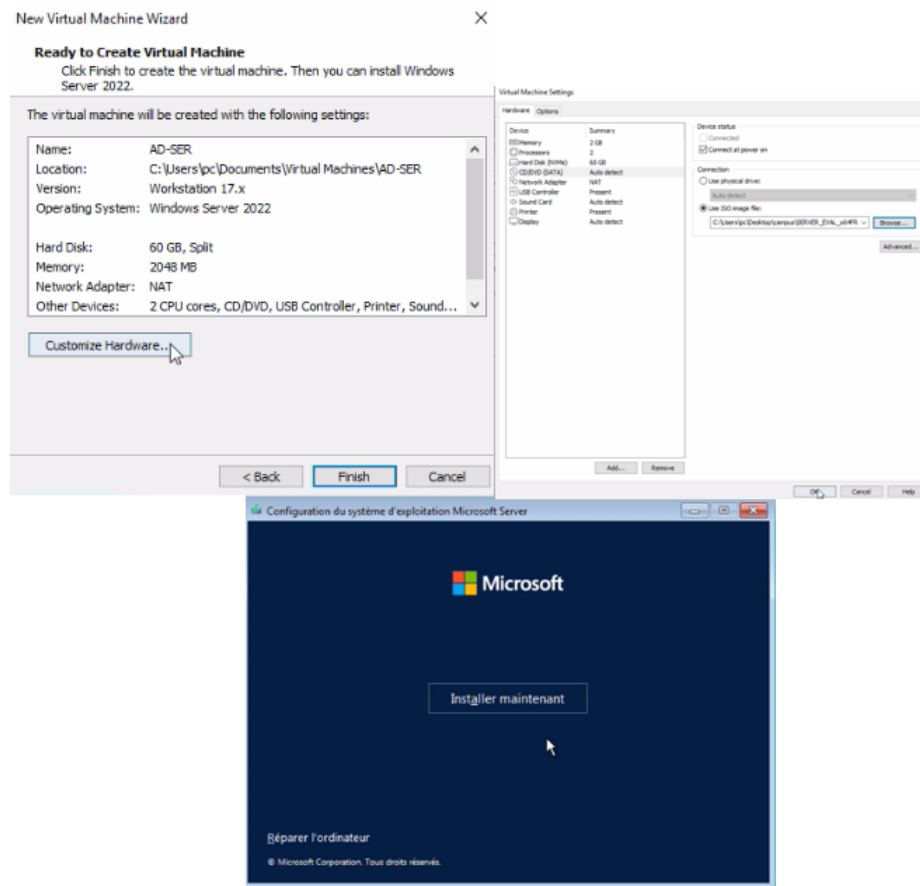 New Virtual Machine Wizard
Ready to Create Virtual Machine
Click Finish to create the virtual machine. Then you can install Windows
Server 2022.
The virtual machine will be created with the following settings:
Name: AD-SER
Location: C:\Users\pc\Documents\Virtual Machines\AD-SER
Version: Workstation 17.x
Operating System: Windows Server 2022
Hard Disk: 60 GB, Split
Memory: 2048 MB
Network Adapter: NAT
Other Devices: 2 CPU cores, CD/DVD, USB Controller, Printer, Sound...
Customize Hardware...
< Back Finish Cancel
Virtual Machine Settings
Hardware Options
Device Summary
Memory 2 GB
Processors 2
Hard Disk (NVMe) 60 GB
CD/DVD (SATA) Auto detect
Network Adapter NAT
USB Controller Present
Sound Card Auto detect
Printer Present
Display Auto detect
Add... Remove
Device status
Connected
Connect at power on
Connection
Use physical drive:
Auto detect
Use ISO image file:
C:\Users\pc\Desktop\campus\SERVER_EVAL_x64FR Browse...
Advanced...
OK Cancel Help
Configuration du système d'exploitation Microsoft Server
Microsoft
Installer maintenant
Réparer l'ordinateur
© Microsoft Corporation. Tous droits réservés.